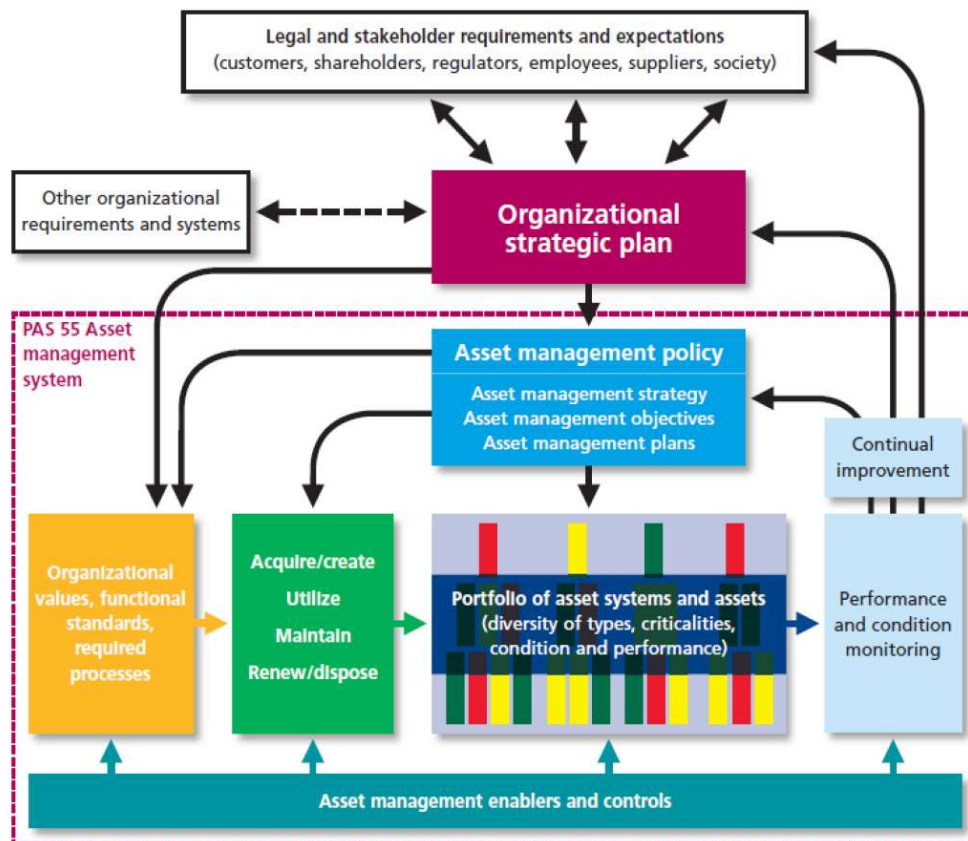 Legal and stakeholder requirements and expectations
(customers, shareholders, regulators, employees, suppliers, society)
Other organizational
requirements and systems
Organizational
strategic plan
PAS 55 Asset
management
system
Asset management policy
Asset management strategy
Asset management objectives
Asset management plans
Continual
improvement
Organizational
values, functional
standards,
required
processes
Acquire/create
Utilize
Maintain
Renew/dispose
Portfolio of asset systems and assets
(diversity of types, criticalities,
condition and performance)
Performance
and condition
monitoring
Asset management enablers and controls